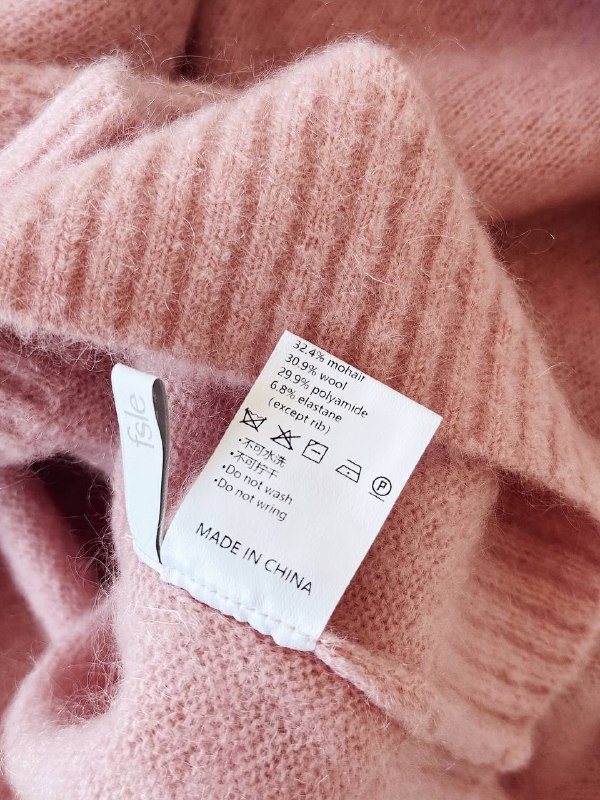 32.4% mohair
30.9% wool
29.9% polyamide
6.8% elastane
(except rib)
P
•不可水洗
•不可拧干
•Do not wash
•Do not wring
MADE IN CHINA
fsle